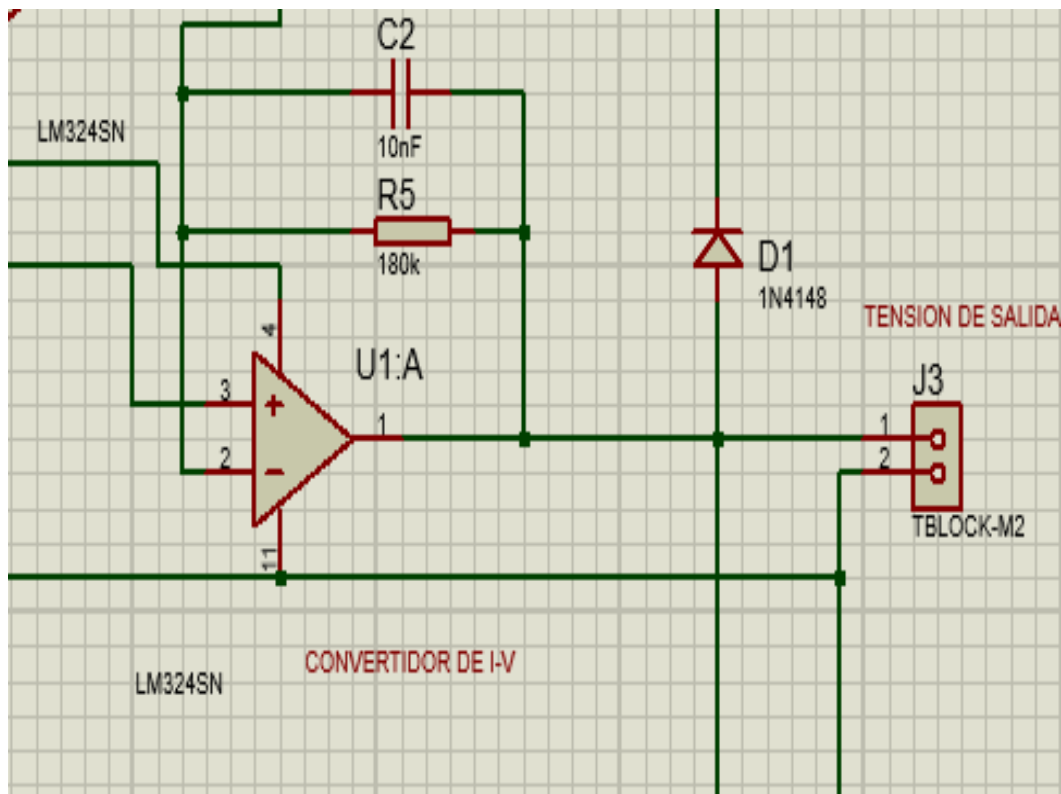 C2
LM324SN
10nF
R5
180k
D1
1N4148
TENSION DE SALIDA
4
U1:A
J3
3
+
1
1
2
−
2
TBLOCK-M2
11
CONVERTIDOR DE I-V
LM324SN